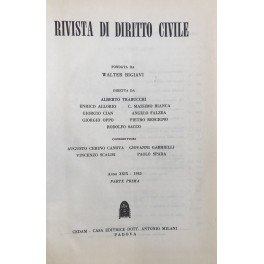 RIVISTA DI DIRITTO CIVILE
FONDATA DA
WALTER BIGIAVI
DIRETTA DA
ALBERTO TRABUCCHI
ENRICO ALLORIO C. MASSIMO BIANCA
GIORGIO CIAN ANGELO FALZEA
GIORGIO OPPO PIETRO RESCIGNO
RODOLFO SACCO
CONDIRETTORI
AUGUSTO CERINO CANOVA GIOVANNI GABRIELLI
VINCENZO SCALISI PAOLO SPADA
ANNO XXIX - 1983
PARTE PRIMA
CEDAM - CASA EDITRICE DOTT. ANTONIO MILANI
PADOVA